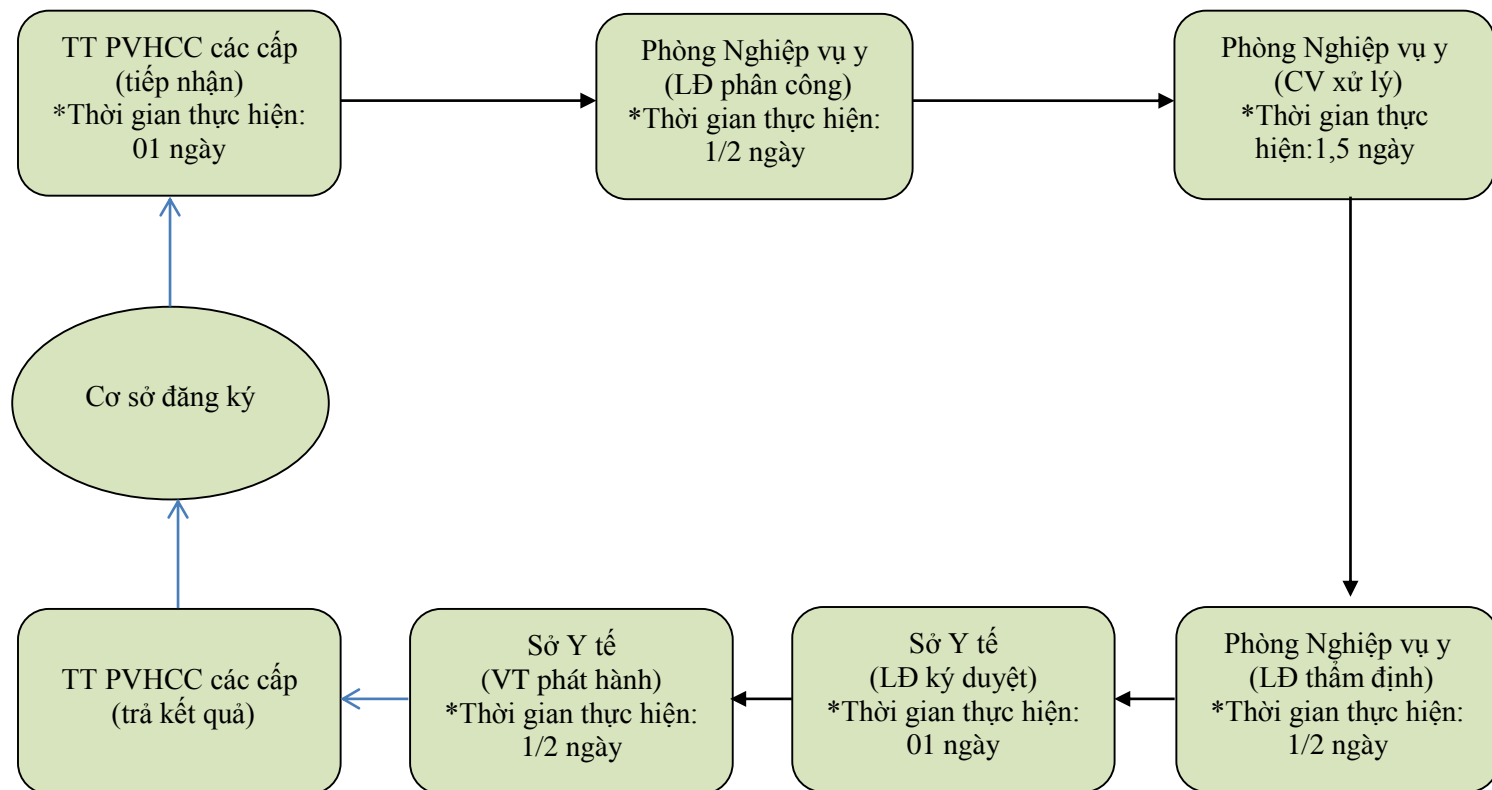 TT PVHCC các cấp
(tiếp nhận)
*Thời gian thực hiện:
01 ngày
Phòng Nghiệp vụ y
(LĐ phân công)
*Thời gian thực hiện:
1/2 ngày
Phòng Nghiệp vụ y
(CV xử lý)
*Thời gian thực
hiện:1,5 ngày
Cơ sở đăng ký
TT PVHCC các cấp
(trả kết quả)
Sở Y tế
(VT phát hành)
*Thời gian thực hiện:
1/2 ngày
Sở Y tế
(LĐ ký duyệt)
*Thời gian thực hiện:
01 ngày
Phòng Nghiệp vụ y
(LĐ thẩm định)
*Thời gian thực hiện:
1/2 ngày